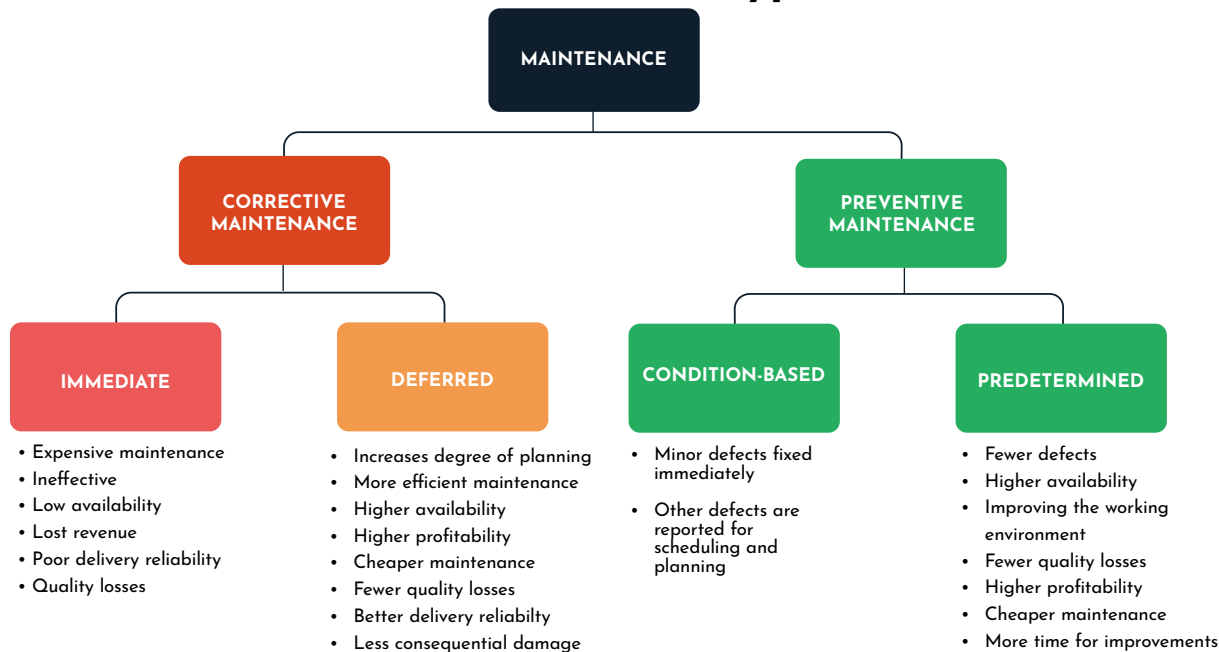 MAINTENANCE
CORRECTIVE
MAINTENANCE
PREVENTIVE
MAINTENANCE
IMMEDIATE
• Expensive maintenance
• Ineffective
• Low availability
• Lost revenue
• Poor delivery reliability
• Quality losses
DEFERRED
• Increases degree of planning
• More efficient maintenance
• Higher availability
• Higher profitability
• Cheaper maintenance
• Fewer quality losses
• Better delivery reliabilty
• Less consequential damage
CONDITION-BASED
• Minor defects fixed
immediately
• Other defects are
reported for
scheduling and
planning
PREDETERMINED
• Fewer defects
• Higher availability
• Improving the working
environment
• Fewer quality losses
• Higher profitability
• Cheaper maintenance
• More time for improvements